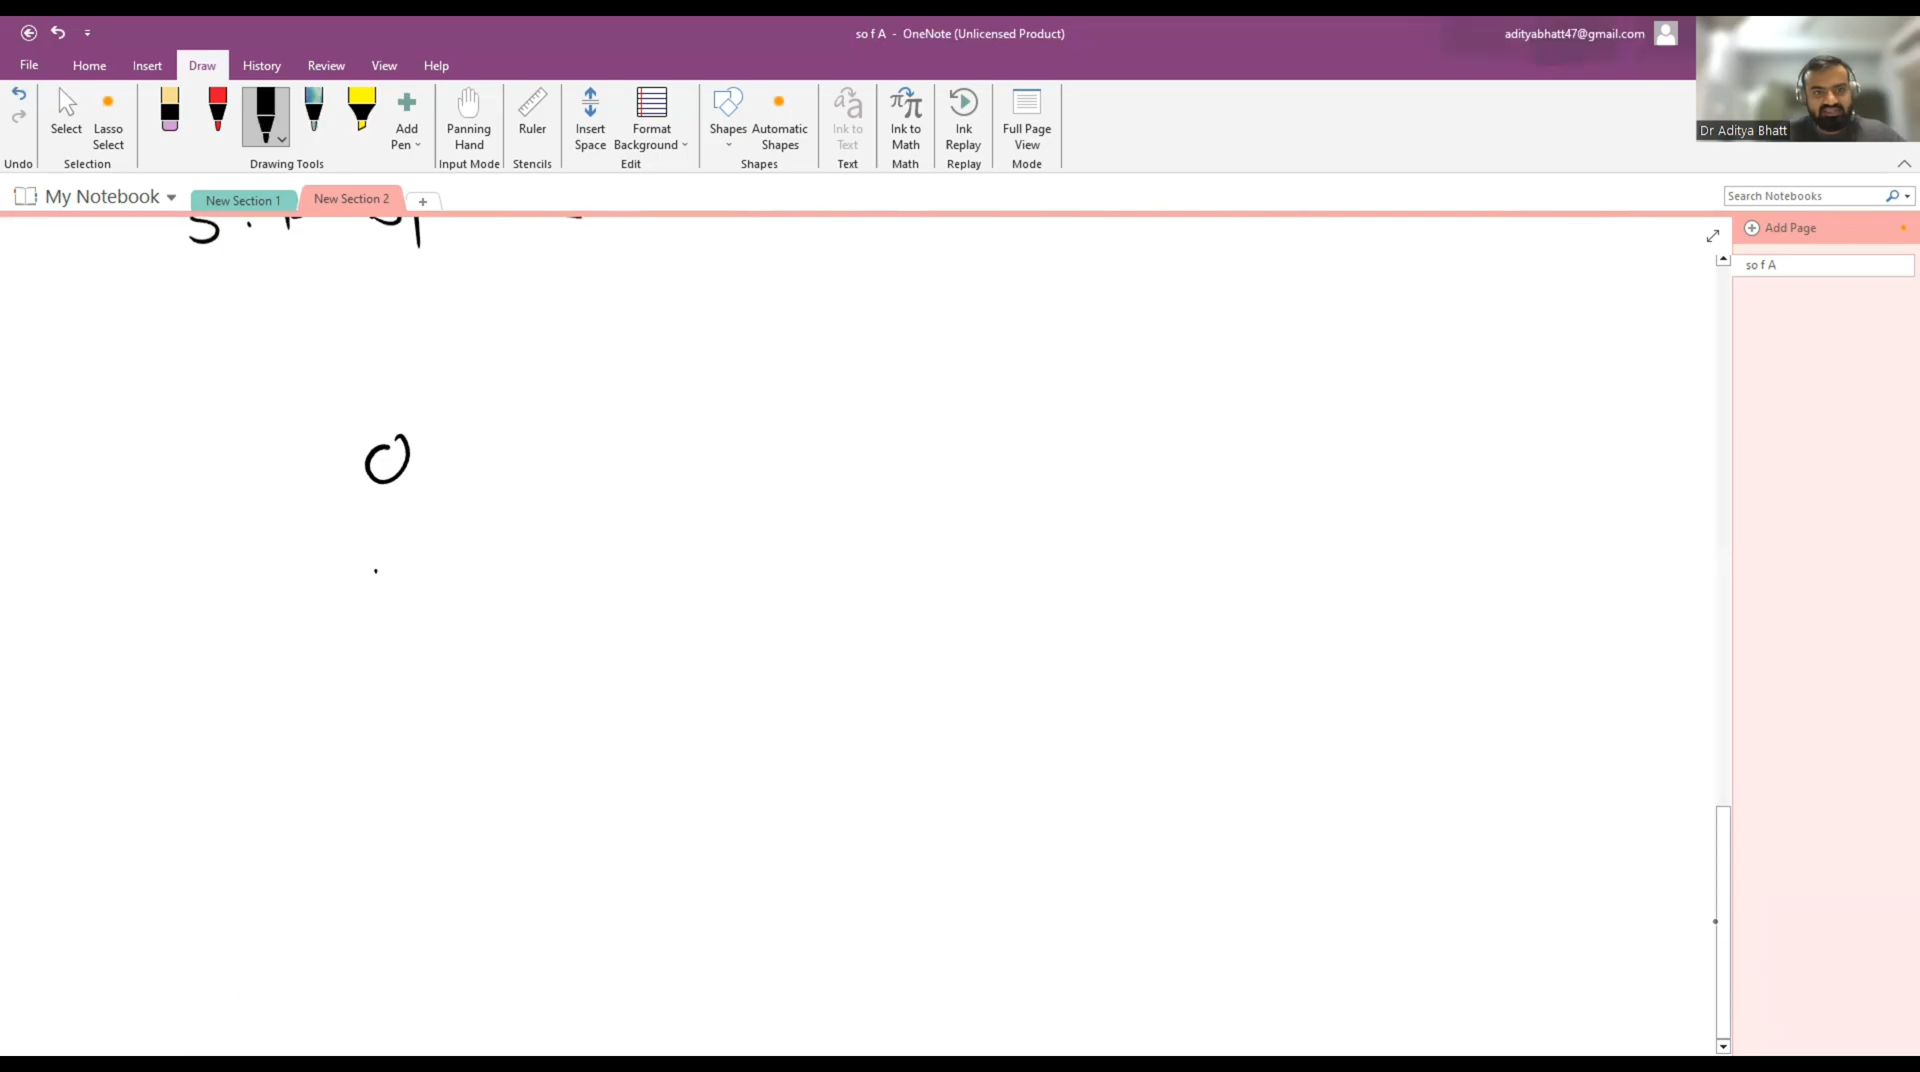 so f A - OneNote (Unlicensed Product)
adityabhatt47@gmail.com
File Home Insert Draw History Review View Help
Dr Aditya Bhatt
Undo
Select
Lasso Select
Selection
Add Pen
Drawing Tools
Panning Hand
Input Mode
Ruler
Stencils
Insert Space
Format Background
Edit
Shapes
Automatic Shapes
Shapes
Ink to Text
Text
Ink to Math
Math
Ink Replay
Replay
Full Page View
Mode
My Notebook
New Section 1
New Section 2
Search Notebooks
Add Page
so f A